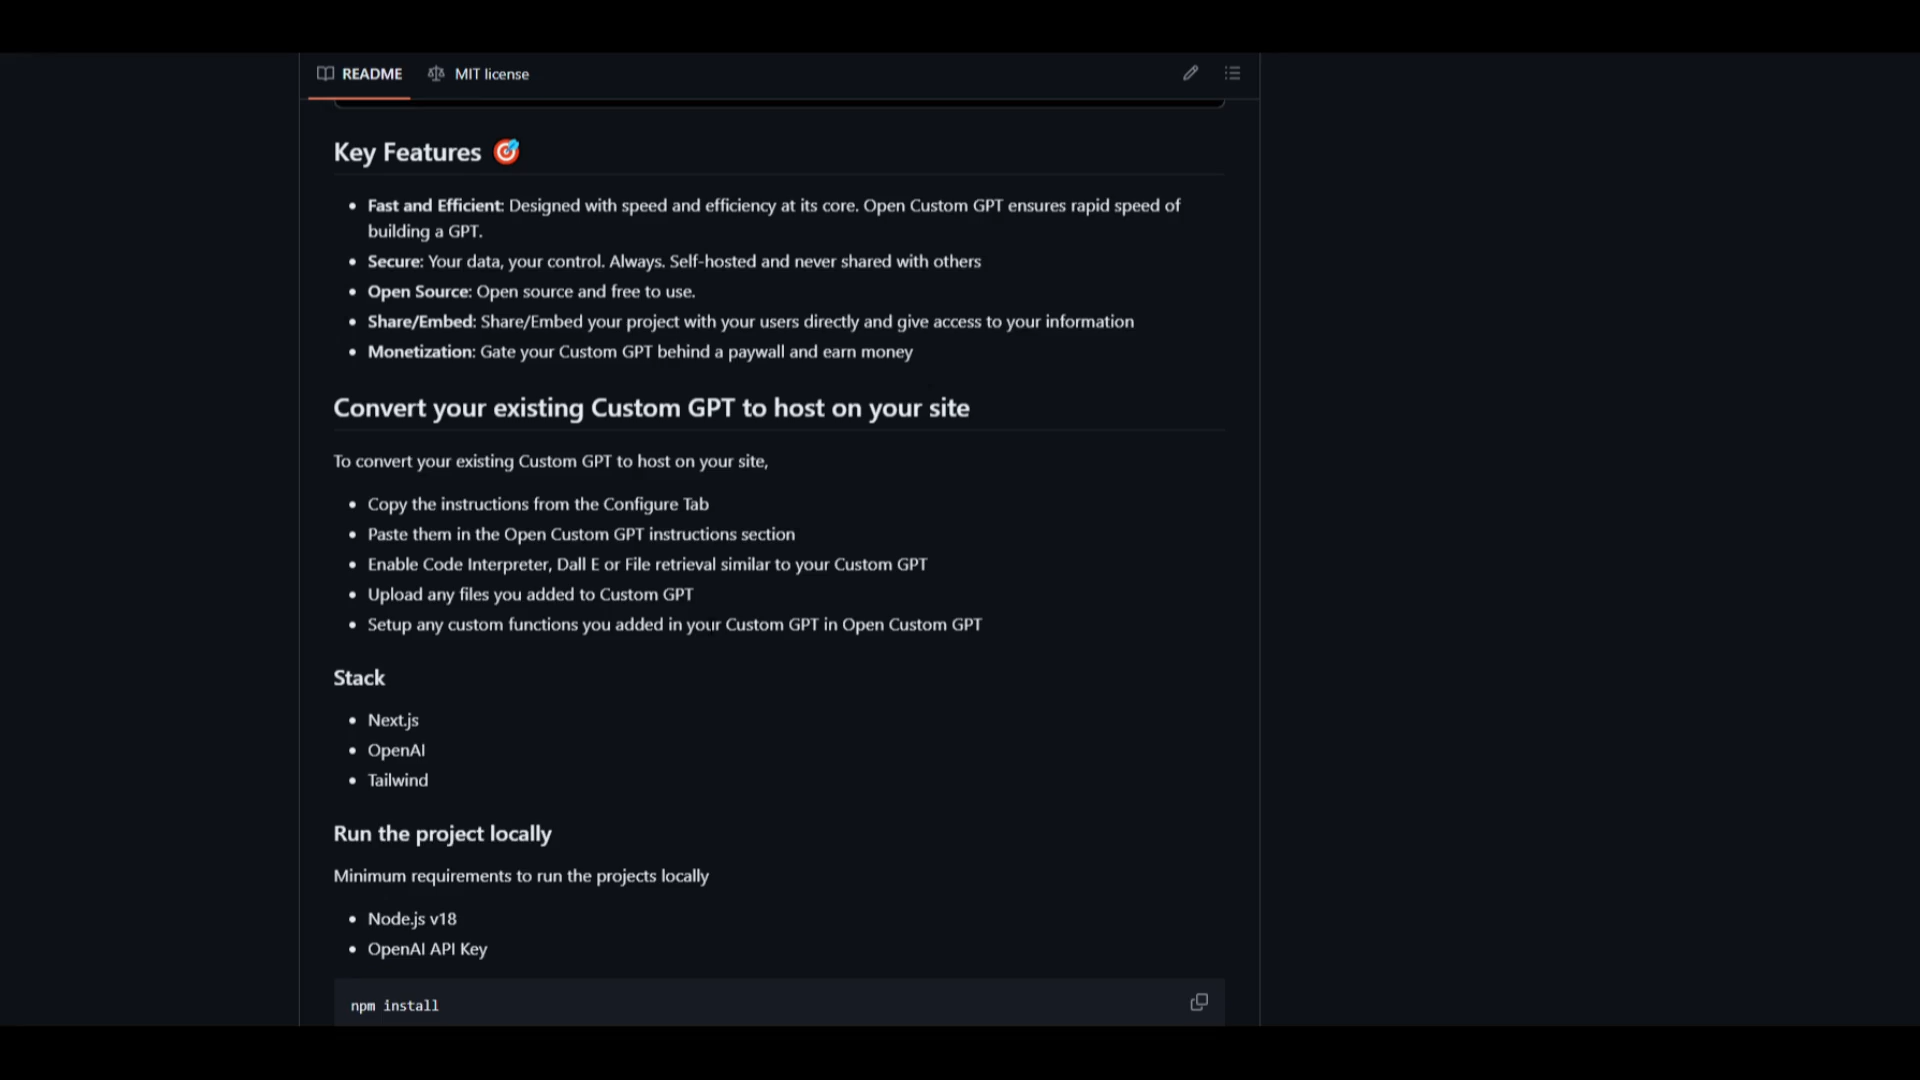 README MIT license
Key Features 🎯
Fast and Efficient: Designed with speed and efficiency at its core. Open Custom GPT ensures rapid speed of
building a GPT.
Secure: Your data, your control. Always. Self-hosted and never shared with others
Open Source: Open source and free to use.
Share/Embed: Share/Embed your project with your users directly and give access to your information
Monetization: Gate your Custom GPT behind a paywall and earn money
Convert your existing Custom GPT to host on your site
To convert your existing Custom GPT to host on your site,
Copy the instructions from the Configure Tab
Paste them in the Open Custom GPT instructions section
Enable Code Interpreter, Dall E or File retrieval similar to your Custom GPT
Upload any files you added to Custom GPT
Setup any custom functions you added in your Custom GPT in Open Custom GPT
Stack
Next.js
OpenAI
Tailwind
Run the project locally
Minimum requirements to run the projects locally
Node.js v18
OpenAI API Key
npm install